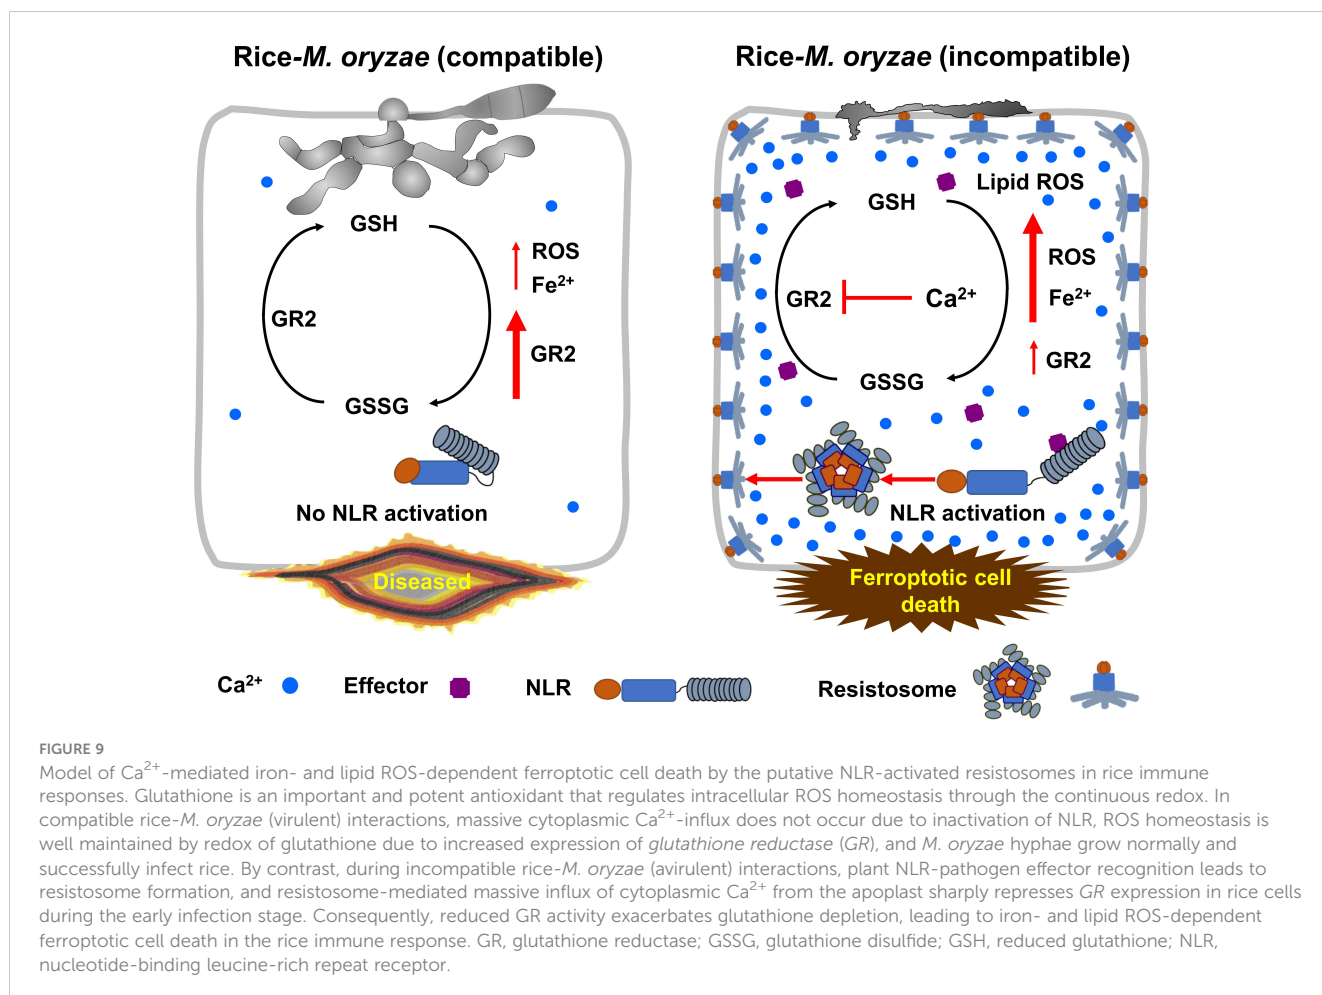 Rice-M. oryzae (compatible)
GSH
ROS
Fe²⁺
GR2
GR2
GSSG
No NLR activation
Diseased
Rice-M. oryzae (incompatible)
Lipid ROS
GSH
ROS
GR2
Ca²⁺
Fe²⁺
GR2
GSSG
NLR activation
Ferroptotic cell
death
Ca²⁺
Effector
NLR
Resistosome
FIGURE 9
Model of Ca²⁺-mediated iron- and lipid ROS-dependent ferroptotic cell death by the putative NLR-activated resistosomes in rice immune
responses. Glutathione is an important and potent antioxidant that regulates intracellular ROS homeostasis through the continuous redox. In
compatible rice-M. oryzae (virulent) interactions, massive cytoplasmic Ca²⁺-influx does not occur due to inactivation of NLR, ROS homeostasis is
well maintained by redox of glutathione due to increased expression of glutathione reductase (GR), and M. oryzae hyphae grow normally and
successfully infect rice. By contrast, during incompatible rice-M. oryzae (avirulent) interactions, plant NLR-pathogen effector recognition leads to
resistosome formation, and resistosome-mediated massive influx of cytoplasmic Ca²⁺ from the apoplast sharply represses GR expression in rice cells
during the early infection stage. Consequently, reduced GR activity exacerbates glutathione depletion, leading to iron- and lipid ROS-dependent
ferroptotic cell death in the rice immune response. GR, glutathione reductase; GSSG, glutathione disulfide; GSH, reduced glutathione; NLR,
nucleotide-binding leucine-rich repeat receptor.